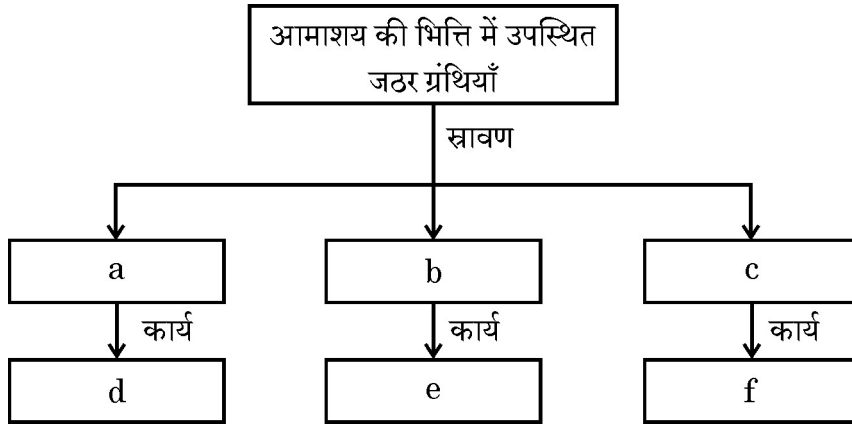 आमाशय की भित्ति में उपस्थित
जठर ग्रंथियाँ
स्रावण
a
b
c
कार्य
कार्य
कार्य
d
e
f